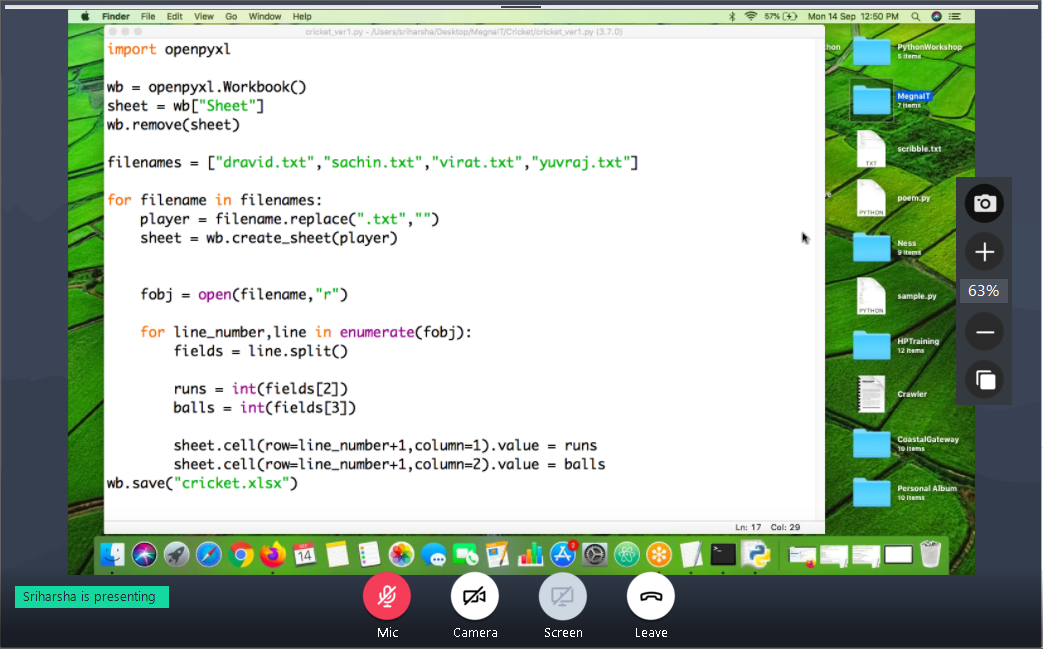 Finder File Edit View Go Window Help 57% Mon 14 Sep 12:50 PM
cricket_ver1.py - /Users/sriharsha/Desktop/MegnaIT/Cricket/cricket_ver1.py (3.7.0)
import openpyxl
wb = openpyxl.Workbook()
sheet = wb["Sheet"]
wb.remove(sheet)
filenames = ["dravid.txt","sachin.txt","virat.txt","yuvraj.txt"]
for filename in filenames:
player = filename.replace(".txt","")
sheet = wb.create_sheet(player)
fobj = open(filename,"r")
for line_number,line in enumerate(fobj):
fields = line.split()
runs = int(fields[2])
balls = int(fields[3])
sheet.cell(row=line_number+1,column=1).value = runs
sheet.cell(row=line_number+1,column=2).value = balls
wb.save("cricket.xlsx")
Ln: 17 Col: 29
PythonWorkshop
5 items
MegnaIT
7 items
scribble.txt
TXT
poem.py
PYTHON
Ness
9 items
sample.py
PYTHON
HPTraining
12 items
Crawler
CoastalGateway
10 items
Personal Album
10 items
63%
14
Sriharsha is presenting
Mic
Camera
Screen
Leave